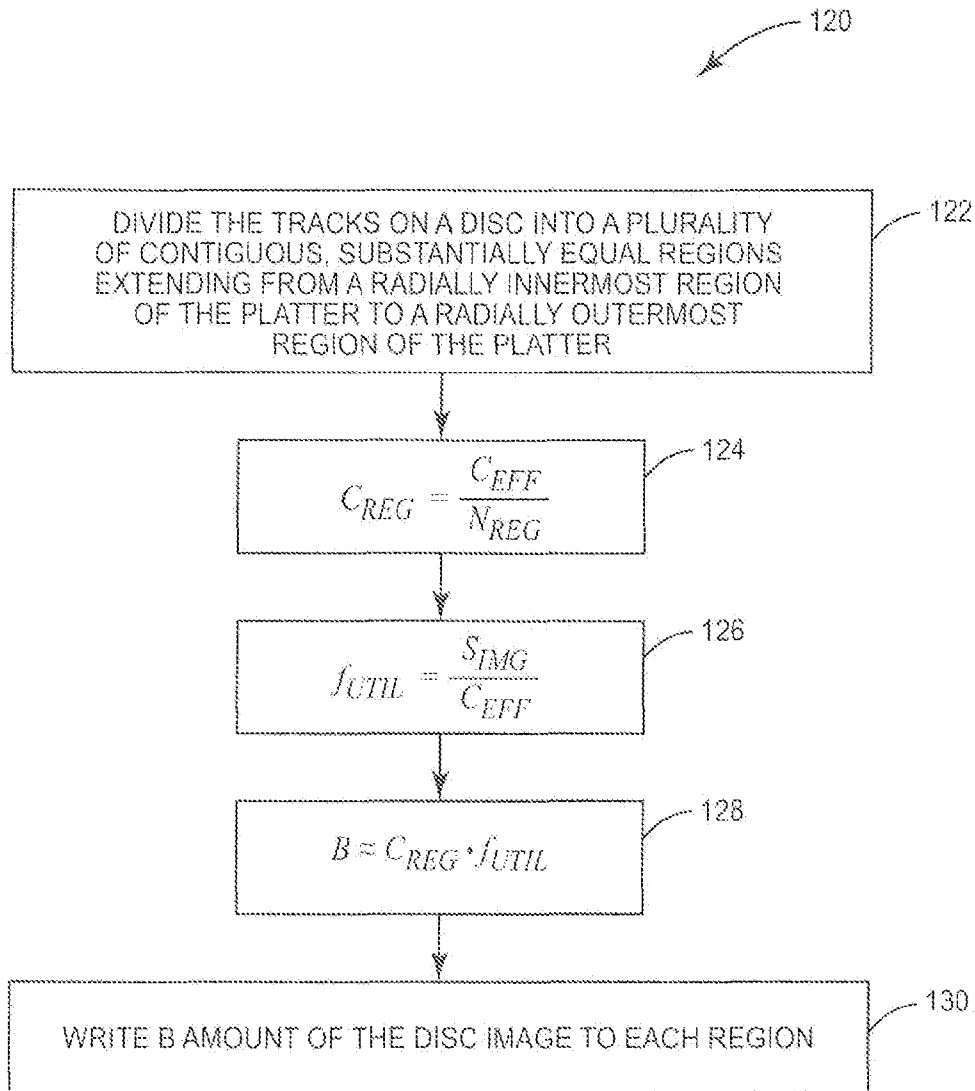 120
DIVIDE THE TRACKS ON A DISC INTO A PLURALITY
OF CONTIGUOUS, SUBSTANTIALLY EQUAL REGIONS
EXTENDING FROM A RADIALLY INNERMOST REGION
OF THE PLATTER TO A RADIALLY OUTERMOST
REGION OF THE PLATTER
122
C_REG = C_EFF / N_REG
124
f_UTIL = S_IMG / C_EFF
126
B = C_REG · f_UTIL
128
WRITE B AMOUNT OF THE DISC IMAGE TO EACH REGION
130